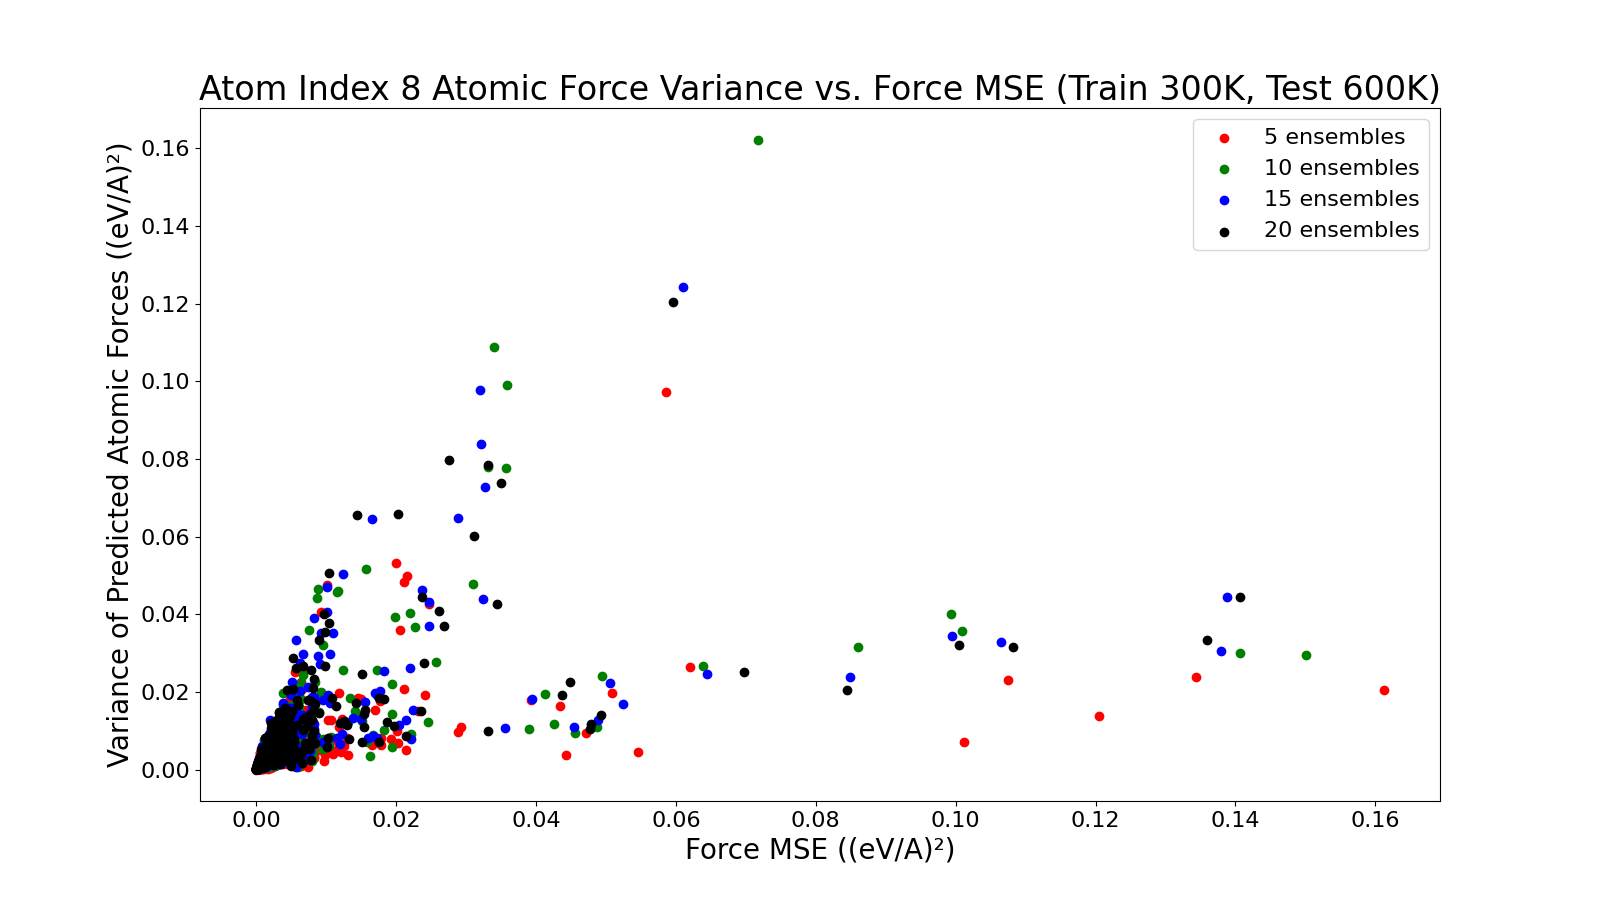 Atom Index 8 Atomic Force Variance vs. Force MSE (Train 300K, Test 600K)
Variance of Predicted Atomic Forces ((eV/A)²)
0.16
0.14
0.12
0.10
0.08
0.06
0.04
0.02
0.00
5 ensembles
10 ensembles
15 ensembles
20 ensembles
0.00 0.02 0.04 0.06 0.08 0.10 0.12 0.14 0.16
Force MSE ((eV/A)²)